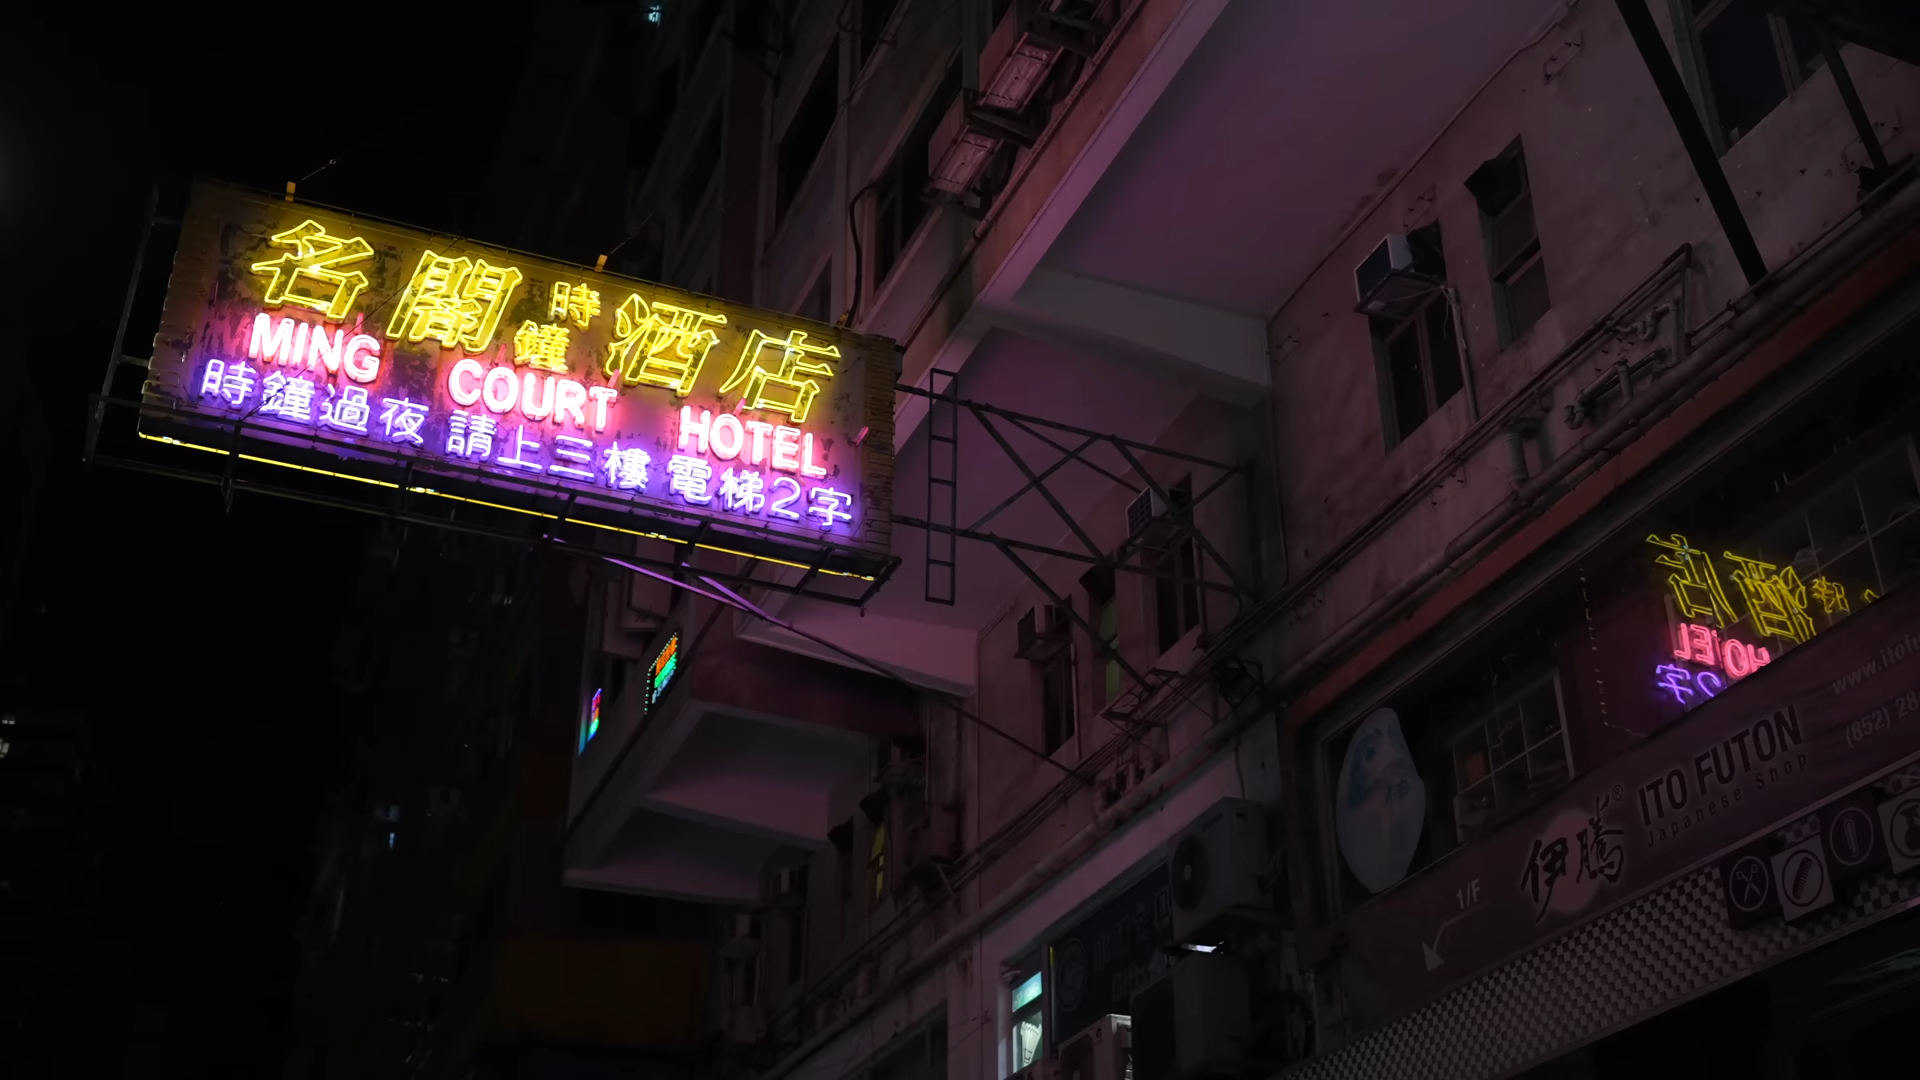 名閣時鐘酒店
MING COURT HOTEL
時鐘過夜 請上三樓 電梯2字
伊騰®
ITO FUTON
Japanese Shop
1/F